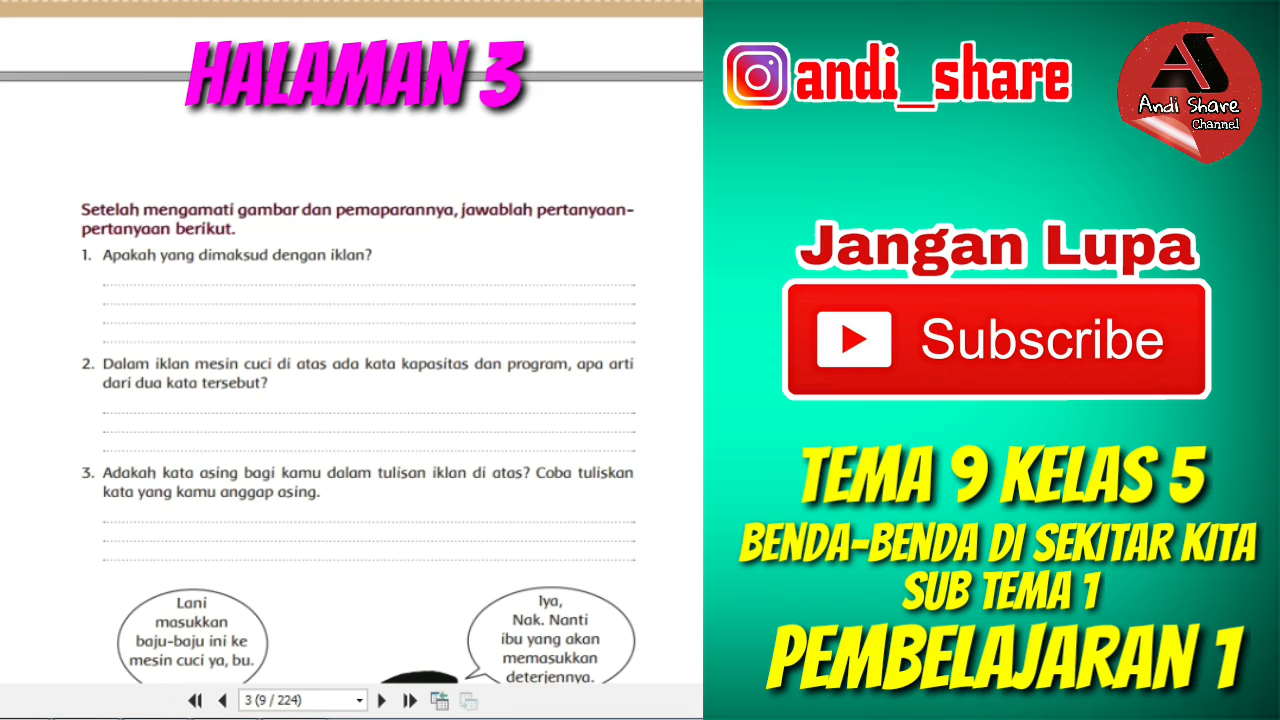 HALAMAN 3
Setelah mengamati gambar dan pemaparannya, jawablah pertanyaan-
pertanyaan berikut.
1. Apakah yang dimaksud dengan iklan?
2. Dalam iklan mesin cuci di atas ada kata kapasitas dan program, apa arti
dari dua kata tersebut?
3. Adakah kata asing bagi kamu dalam tulisan iklan di atas? Coba tuliskan
kata yang kamu anggap asing.
Lani
masukkan
baju-baju ini ke
mesin cuci ya, bu.
Iya,
Nak. Nanti
ibu yang akan
memasukkan
deterjennya.
3 (9 / 224)
andi_share
AS
Andi Share
Channel
Jangan Lupa
Subscribe
TEMA 9 KELAS 5
BENDA-BENDA DI SEKITAR KITA
SUB TEMA 1
PEMBELAJARAN 1